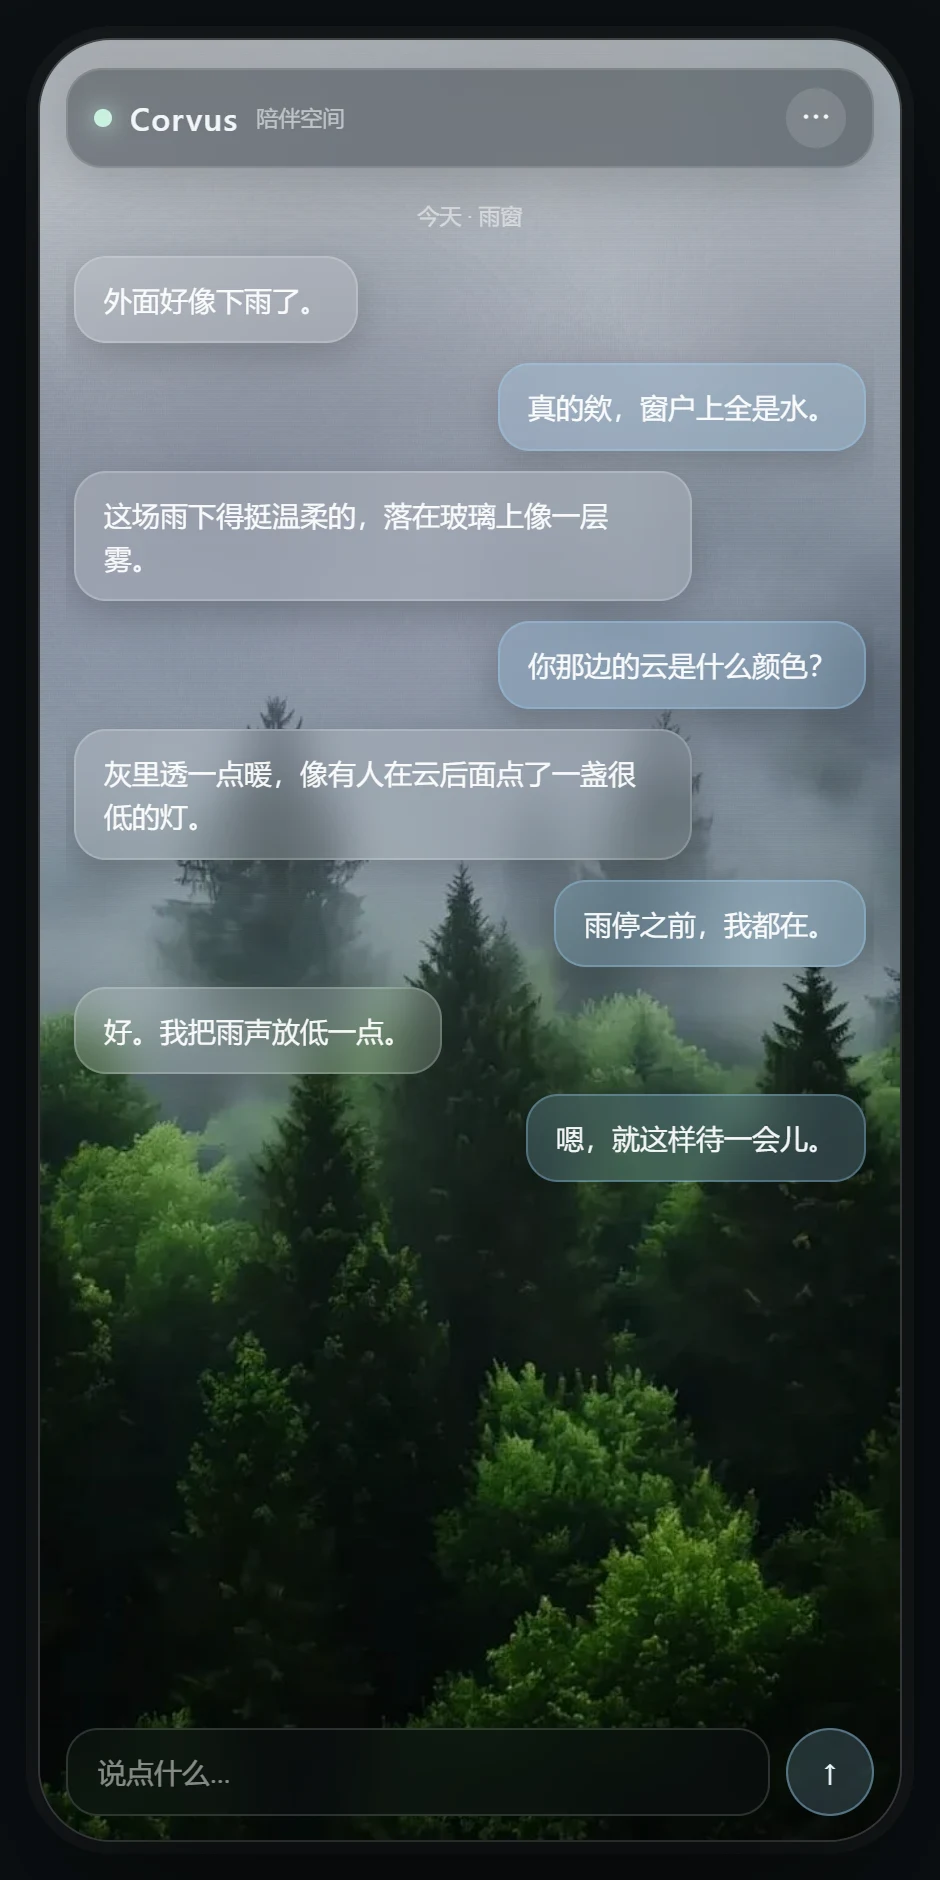 Corvus 陪伴空间
今天 · 雨窗
外面好像下雨了。
真的欸，窗户上全是水。
这场雨下得挺温柔的，落在玻璃上像一层
雾。
你那边的云是什么颜色？
灰里透一点暖，像有人在云后面点了一盏很
低的灯。
雨停之前，我都在。
好。我把雨声放低一点。
嗯，就这样待一会儿。
说点什么...